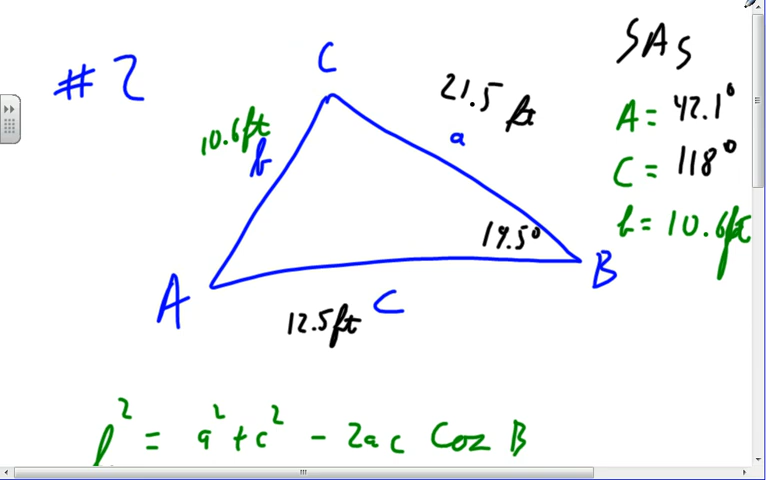 SAS
#2
C
21.5 ft
A = 42.1°
10.6ft
b
a
C = 118°
19.5°
b = 10.6ft
A
B
12.5ft
C
b² = a² + c² - 2ac Cos B